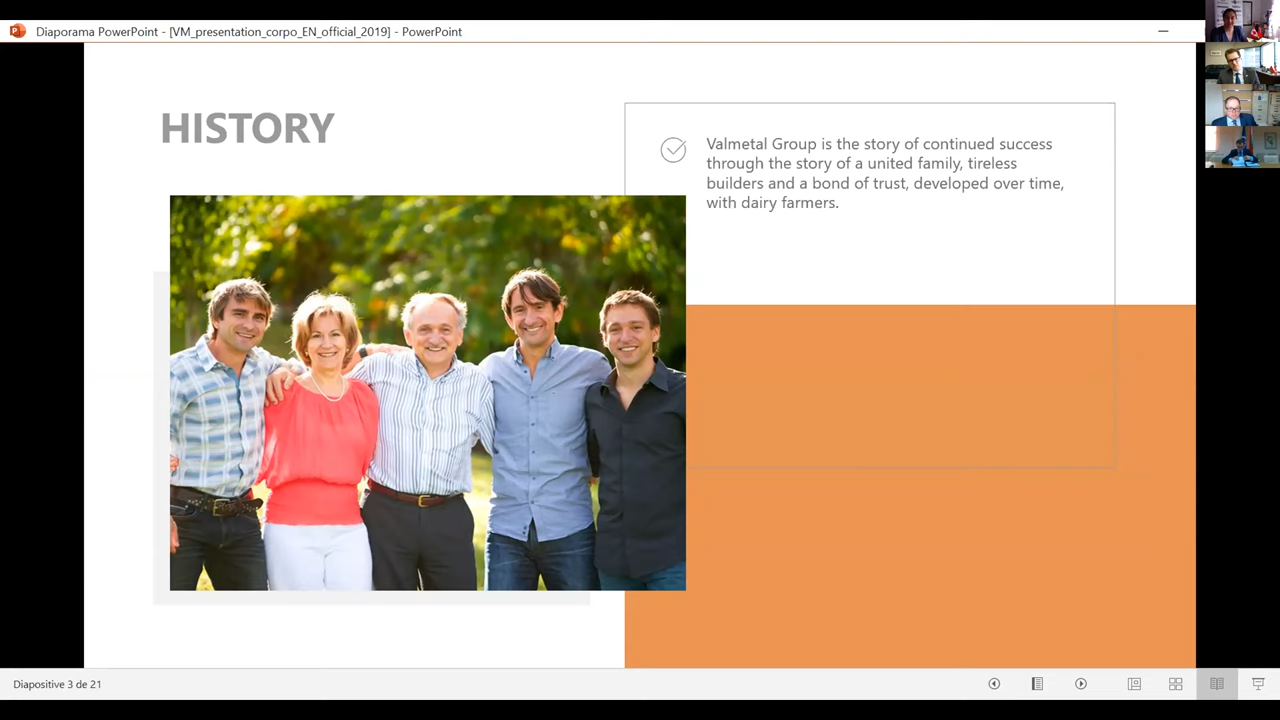 Diaporama PowerPoint - [VM_presentation_corpo_EN_official_2019] - PowerPoint
HISTORY
Valmetal Group is the story of continued success
through the story of a united family, tireless
builders and a bond of trust, developed over time,
with dairy farmers.
Diapositive 3 de 21